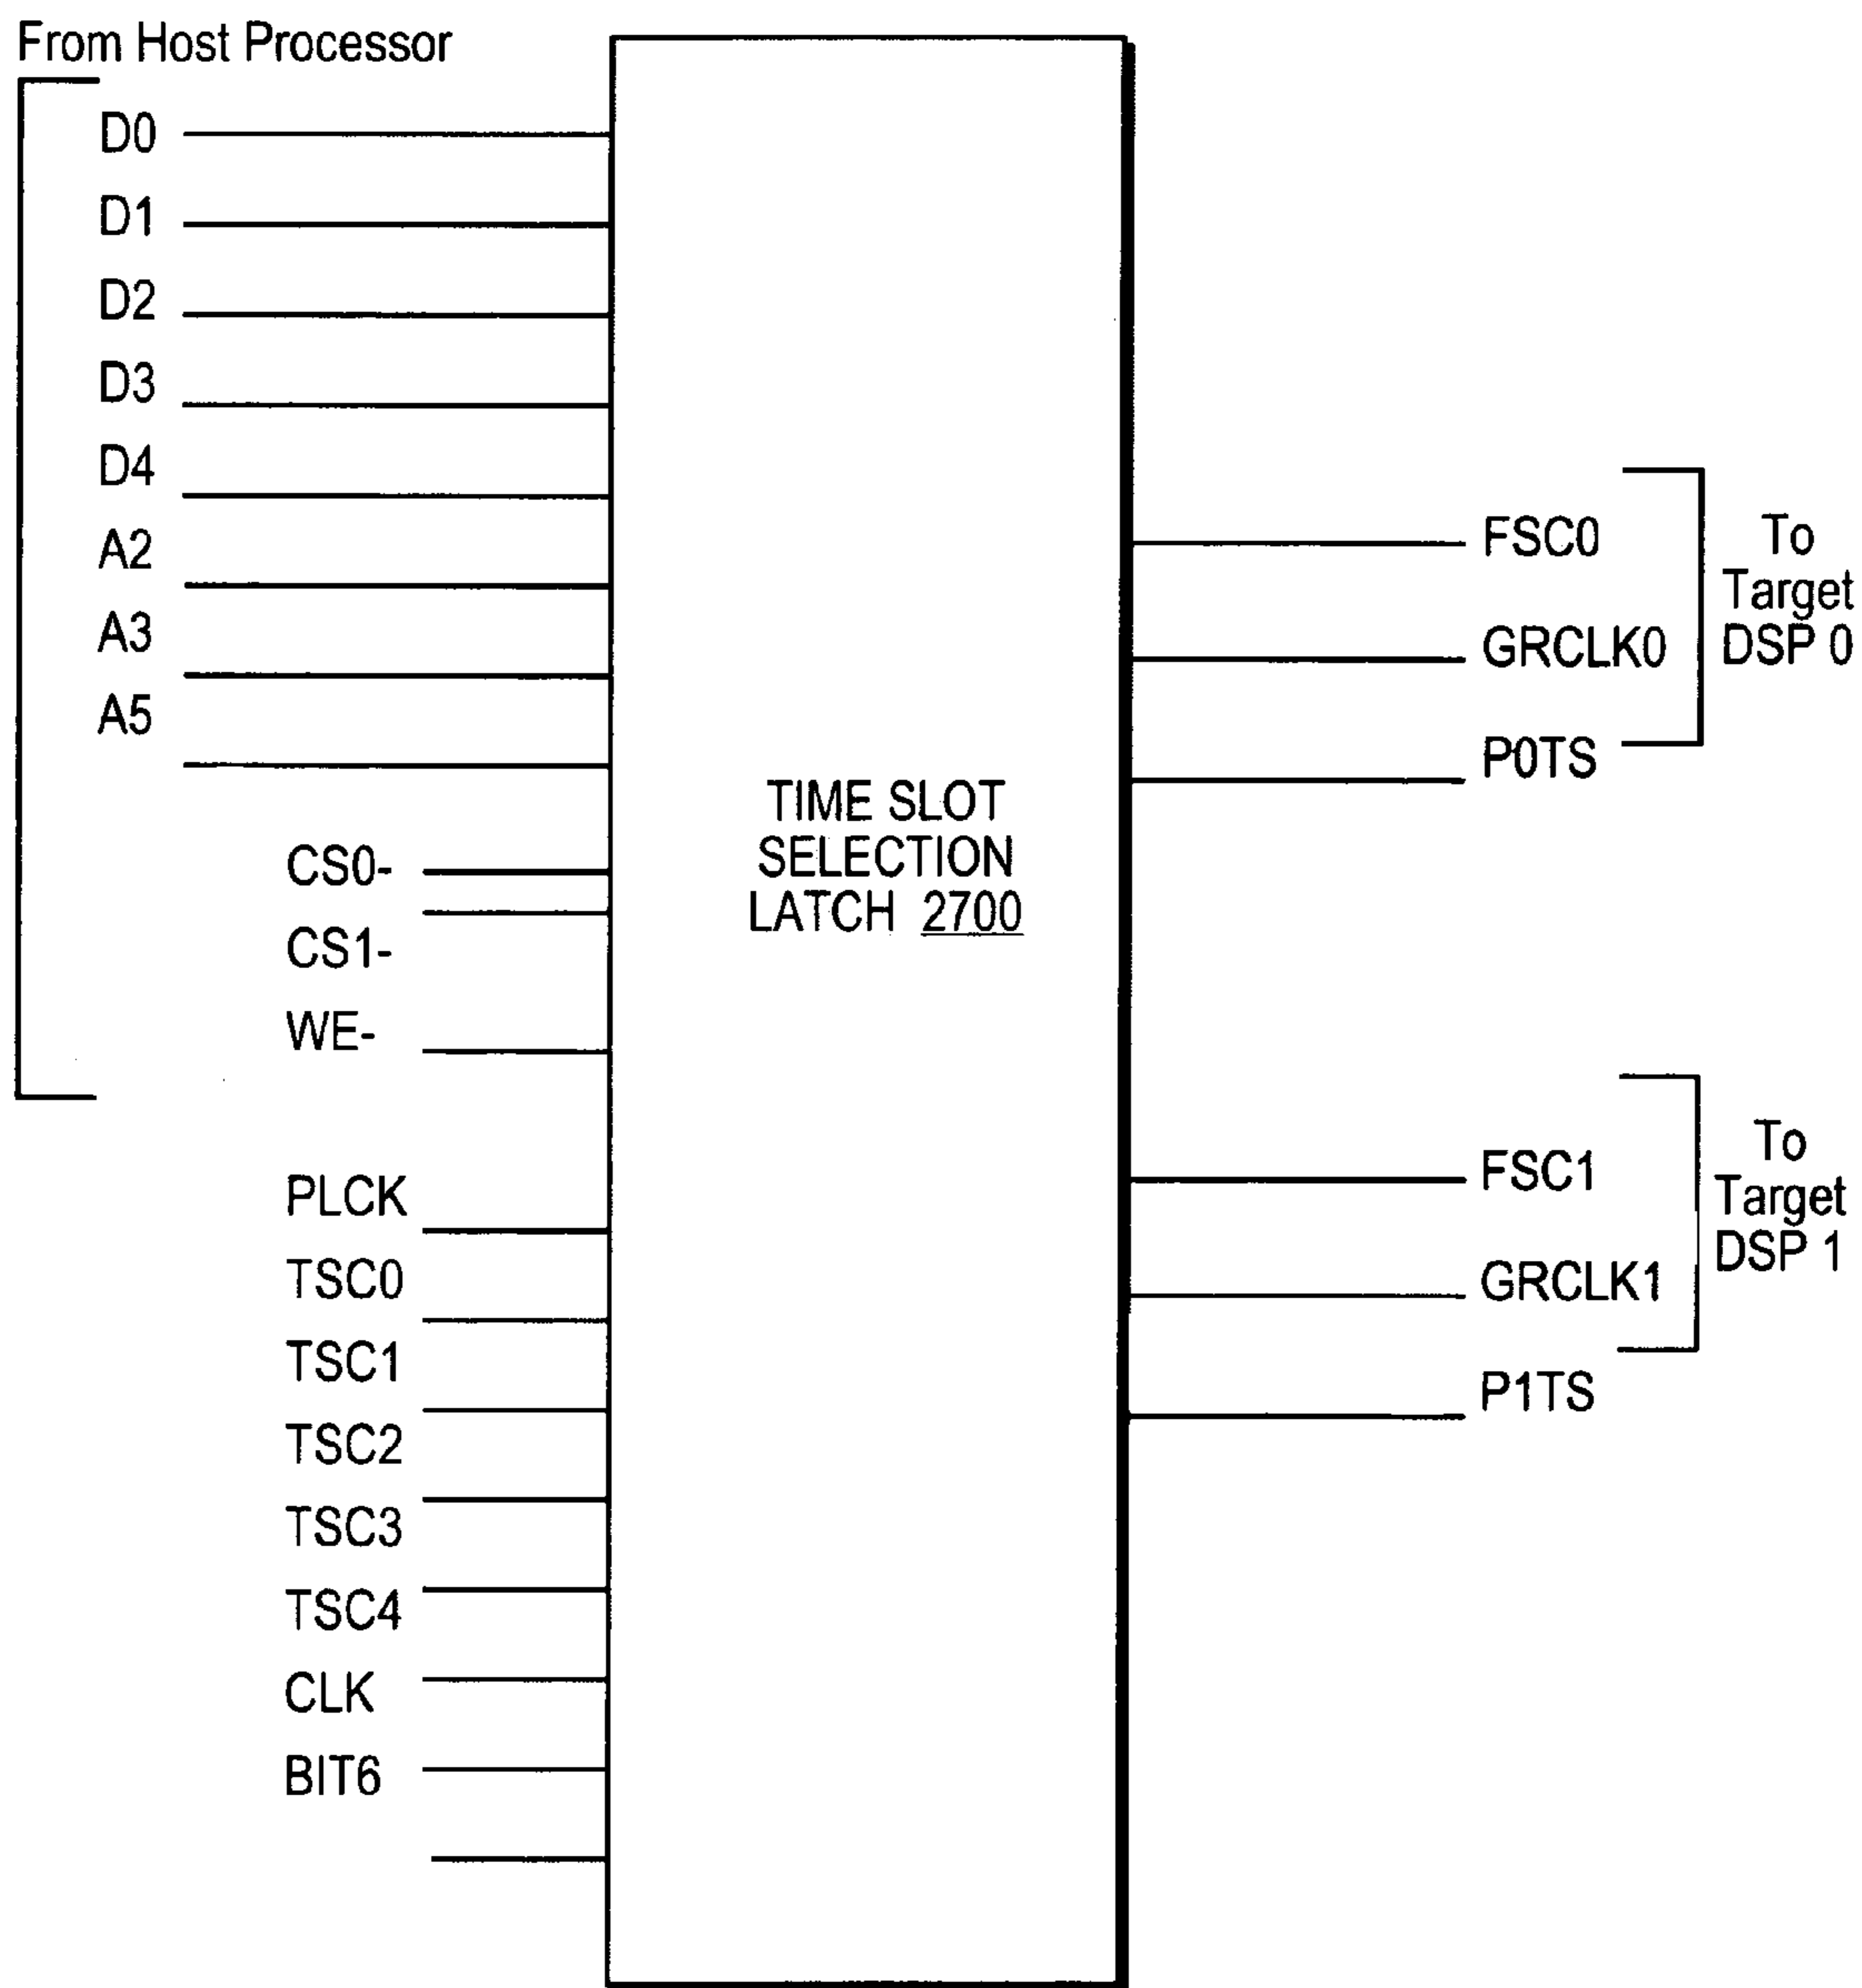 From Host Processor
D0
D1
D2
D3
D4
A2
A3
A5
CS0-
CS1-
WE-
PLCK
TSC0
TSC1
TSC2
TSC3
TSC4
CLK
BIT6
TIME SLOT
SELECTION
LATCH 2700
FSC0
GRCLK0
P0TS
To
Target
DSP 0
FSC1
GRCLK1
P1TS
To
Target
DSP 1